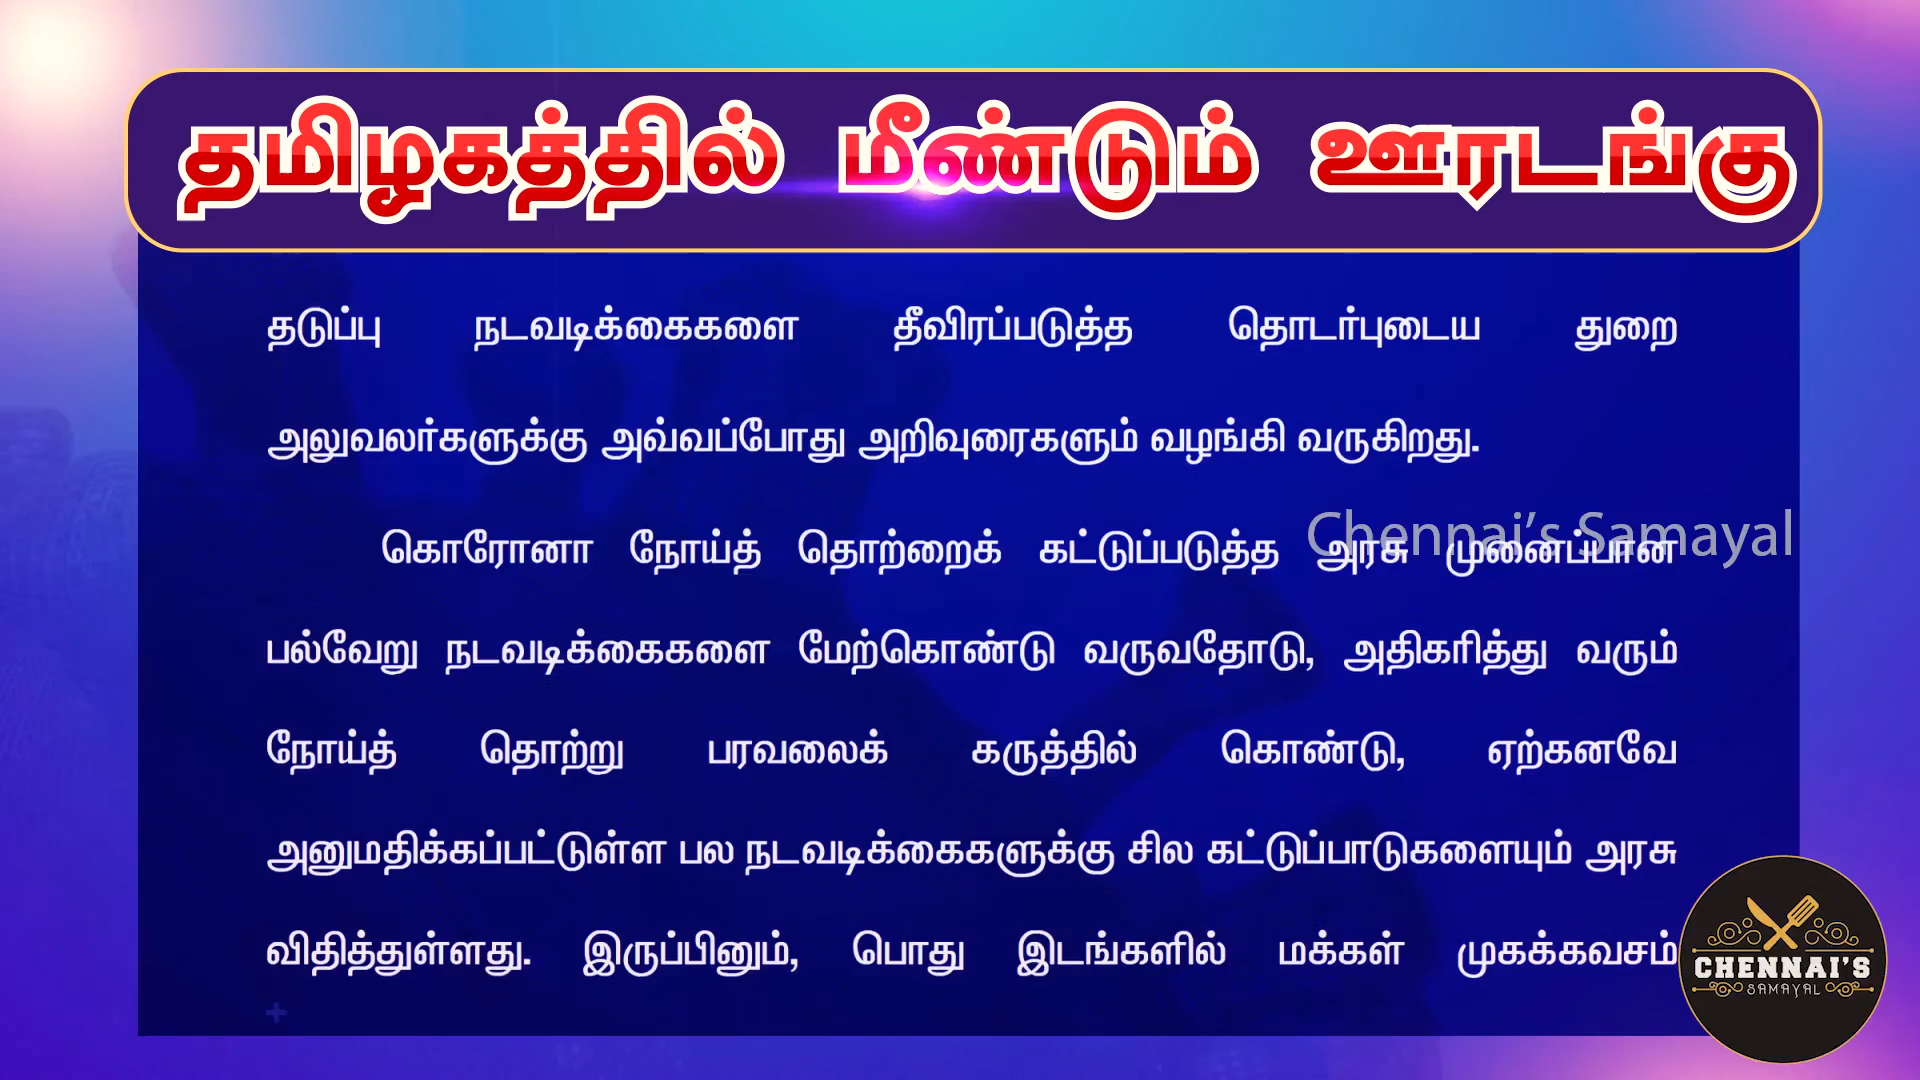 தமிழகத்தில் மீண்டும் ஊரடங்கு
தடுப்பு நடவடிக்கைகளை தீவிரப்படுத்த தொடர்புடைய துறை
அலுவலர்களுக்கு அவ்வப்போது அறிவுரைகளும் வழங்கி வருகிறது.
Chennai's Samayal
கொரோனா நோய்த் தொற்றைக் கட்டுப்படுத்த அரசு முனைப்பான
பல்வேறு நடவடிக்கைகளை மேற்கொண்டு வருவதோடு, அதிகரித்து வரும்
நோய்த் தொற்று பரவலைக் கருத்தில் கொண்டு, ஏற்கனவே
அனுமதிக்கப்பட்டுள்ள பல நடவடிக்கைகளுக்கு சில கட்டுப்பாடுகளையும் அரசு
விதித்துள்ளது. இருப்பினும், பொது இடங்களில் மக்கள் முகக்கவசம்
CHENNAI'S
SAMAYAL